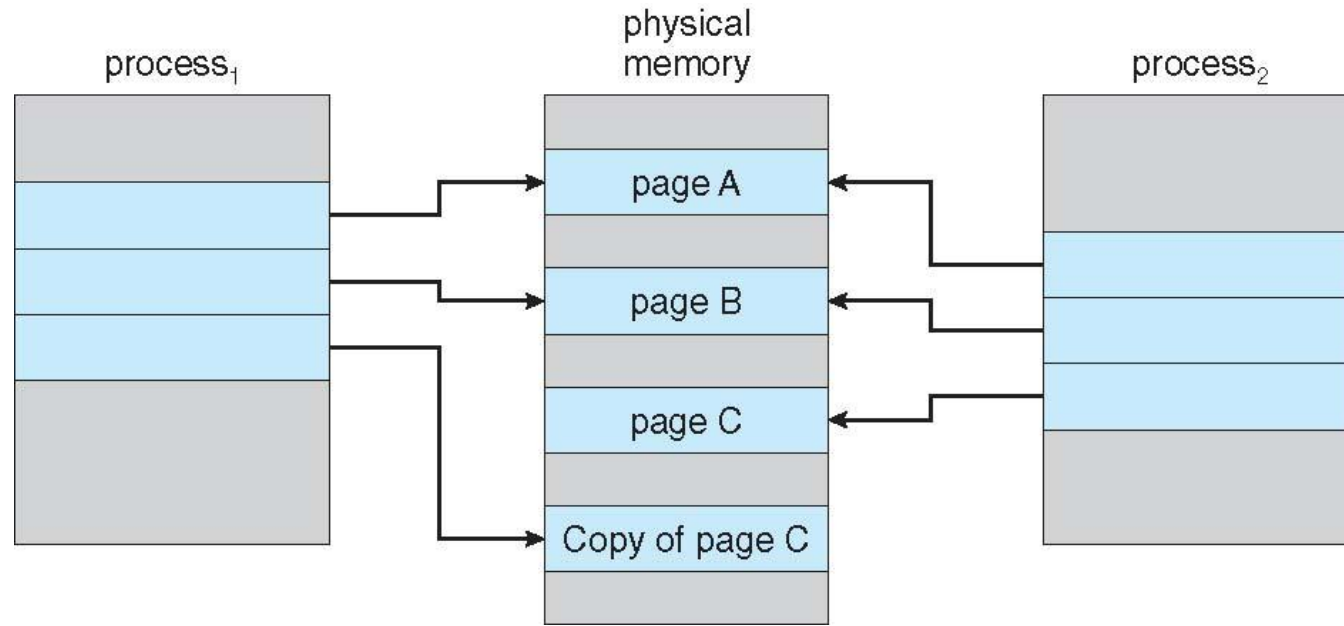 process₁
physical
memory
process₂
page A
page B
page C
Copy of page C